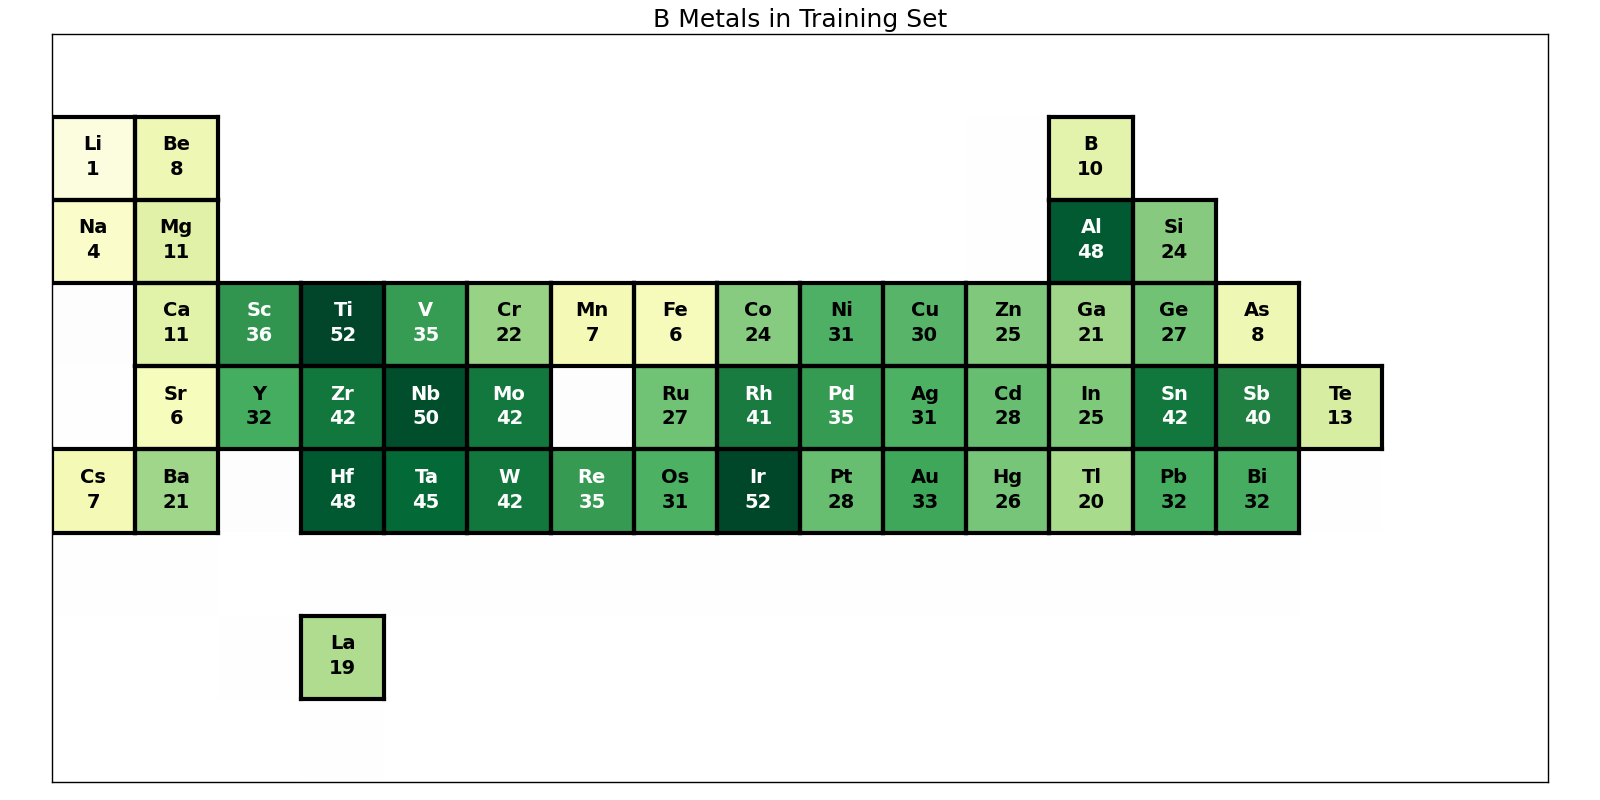 B Metals in Training Set
Li Be B
1 8 10
Na Mg Al Si
4 11 48 24
Ca Sc Ti V Cr Mn Fe Co Ni Cu Zn Ga Ge As
11 36 52 35 22 7 6 24 31 30 25 21 27 8
Sr Y Zr Nb Mo Ru Rh Pd Ag Cd In Sn Sb Te
6 32 42 50 42 27 41 35 31 28 25 42 40 13
Cs Ba Hf Ta W Re Os Ir Pt Au Hg Tl Pb Bi
7 21 48 45 42 35 31 52 28 33 26 20 32 32
La
19